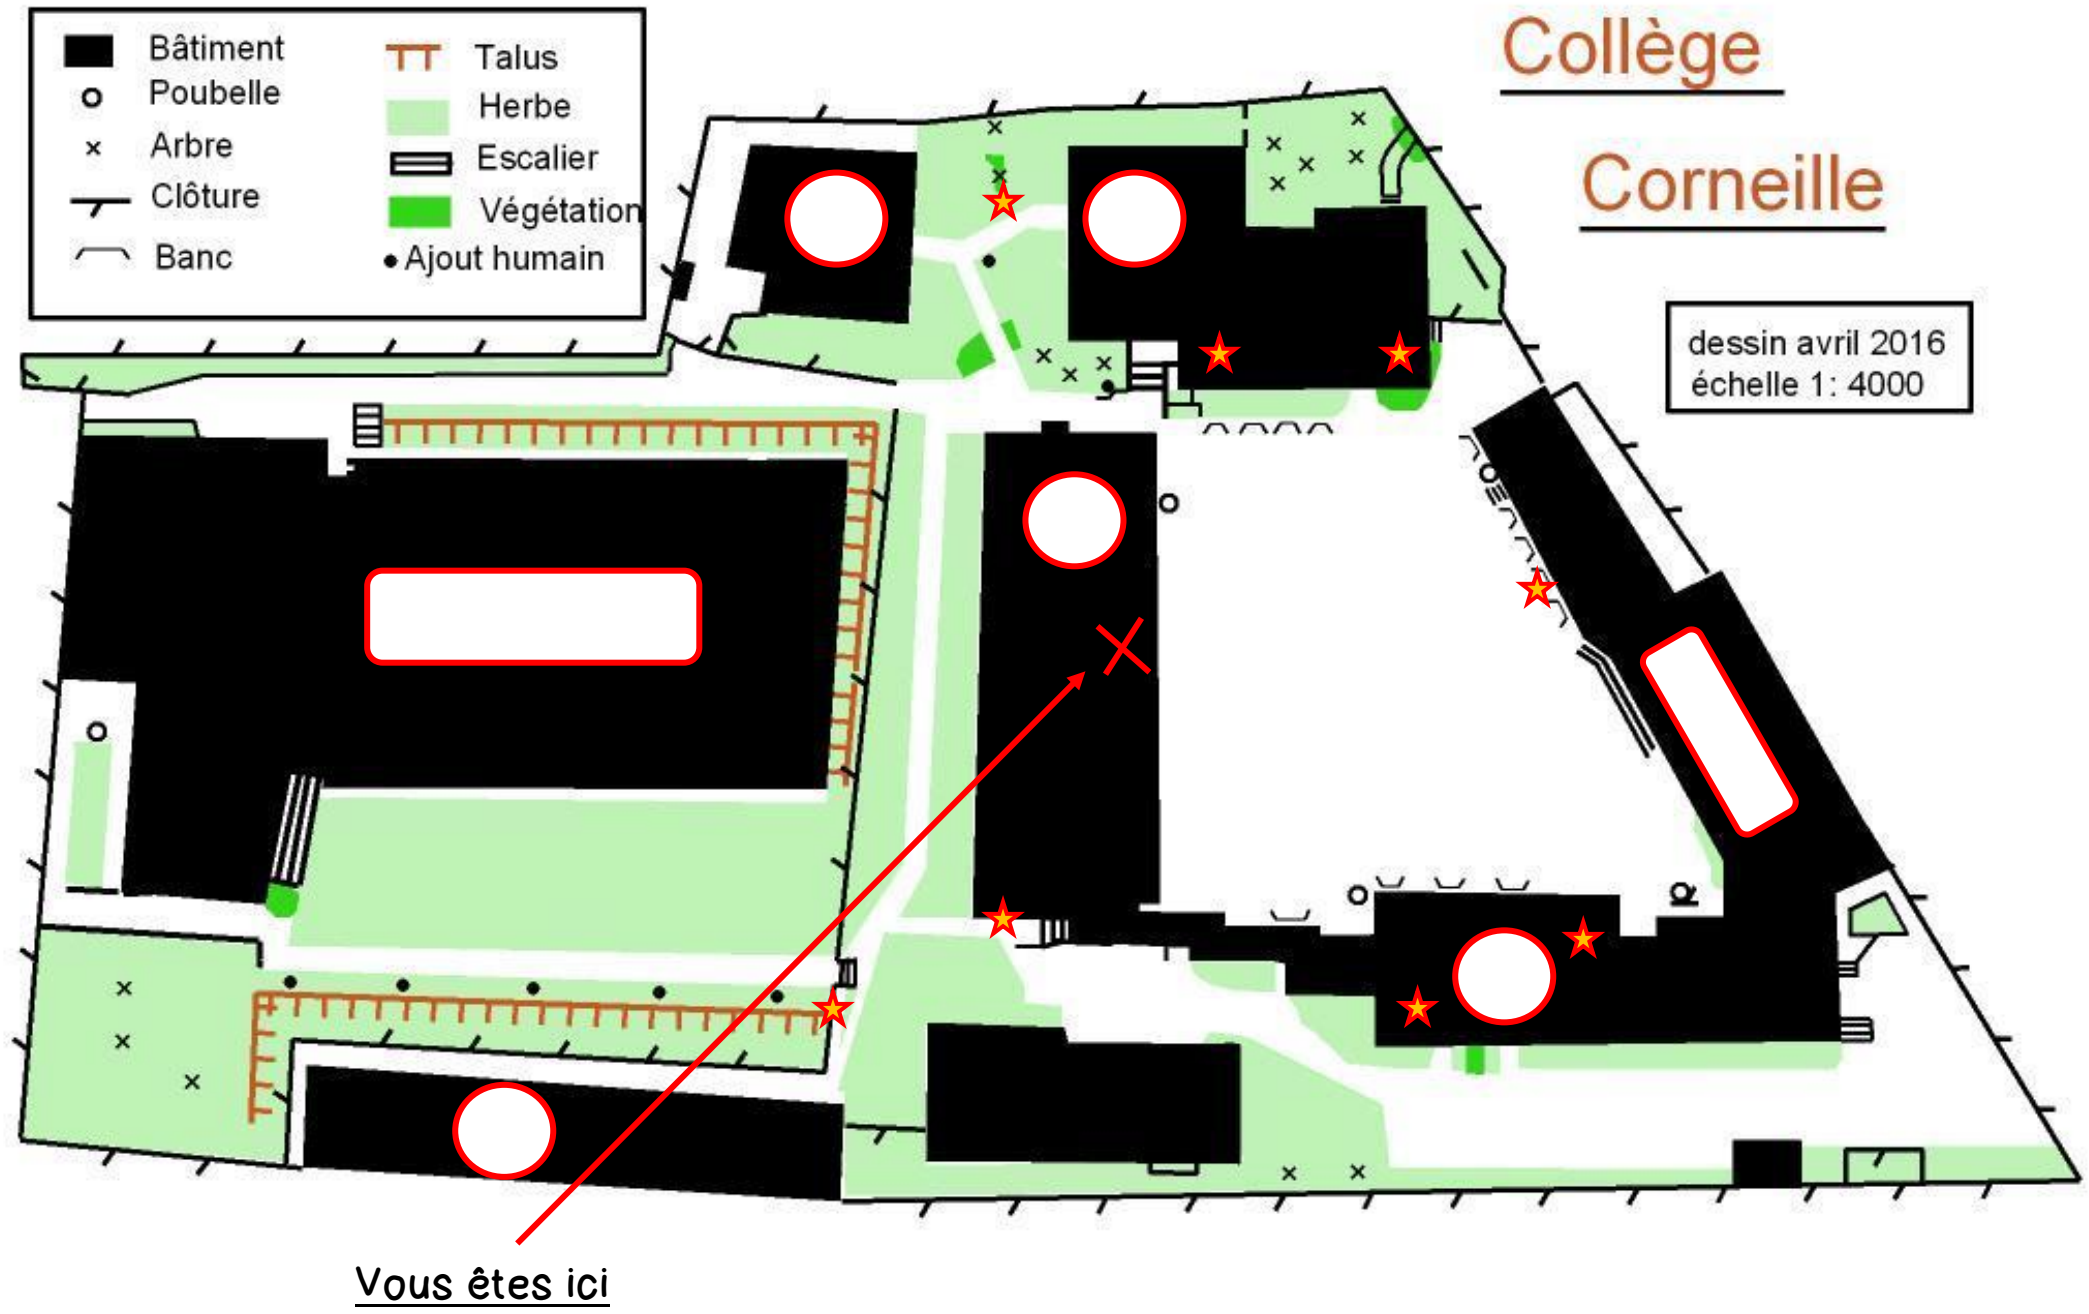 Bâtiment
Poubelle
Arbre
Clôture
Banc
Talus
Herbe
Escalier
Végétation
Ajout humain
Collège
Corneille
dessin avril 2016
échelle 1: 4000
Vous êtes ici